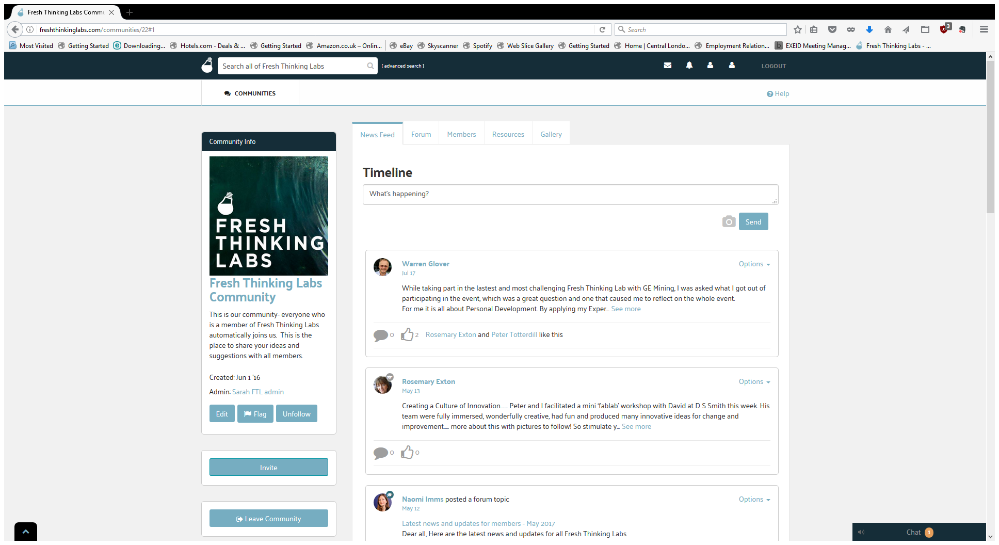 Fresh Thinking Labs Commu
freshthinkinglabs.com/communities/22#1
Search
3
Most Visited
Getting Started
Downloading...
Hotels.com - Deals & ...
Getting Started
Amazon.co.uk – Onlin...
eBay
Skyscanner
Spotify
Web Slice Gallery
Getting Started
Home | Central Londo...
Employment Relation...
EXEID Meeting Manag...
Fresh Thinking Labs - ...
Search all of Fresh Thinking Labs
[ advanced search ]
LOGOUT
COMMUNITIES
Help
Community Info
FRESH
THINKING
LABS
Fresh Thinking Labs
Community
This is our community- everyone who
is a member of Fresh Thinking Labs
automatically joins us. This is the
place to share your ideas and
suggestions with all members.
Created: Jun 1 '16
Admin: Sarah FTL admin
Edit
Flag
Unfollow
Invite
Leave Community
News Feed
Forum
Members
Resources
Gallery
Timeline
What's happening?
Send
Warren Glover
Options
Jul 17
While taking part in the lastest and most challenging Fresh Thinking Lab with GE Mining, I was asked what I got out of
participating in the event, which was a great question and one that caused me to reflect on the whole event.
For me it is all about Personal Development. By applying my Exper... See more
0
2
Rosemary Exton and Peter Totterdill like this
Rosemary Exton
Options
May 13
Creating a Culture of Innovation....... Peter and I facilitated a mini 'fablab' workshop with David at D S Smith this week. His
team were fully immersed, wonderfully creative, had fun and produced many innovative ideas for change and
improvement..... more about this with pictures to follow! So stimulate y... See more
0
0
Naomi Imms posted a forum topic
Options
May 12
Latest news and updates for members - May 2017
Dear all, Here are the latest news and updates for all Fresh Thinking Labs
Chat 1